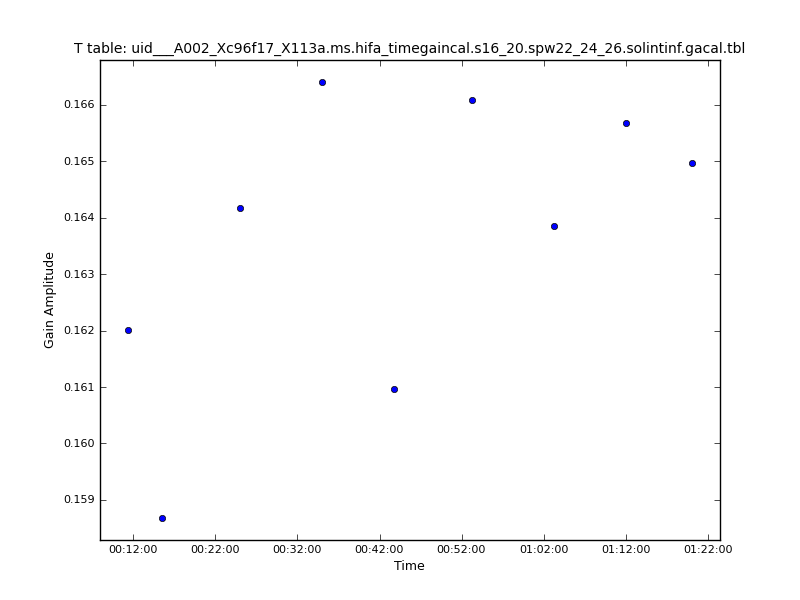 T table: uid___A002_Xc96f17_X113a.ms.hifa_timegaincal.s16_20.spw22_24_26.solintinf.gacal.tbl
0.166
0.165
0.164
0.163
Gain Amplitude
0.162
0.161
0.160
0.159
00:12:00 00:22:00 00:32:00 00:42:00 00:52:00 01:02:00 01:12:00 01:22:00
Time